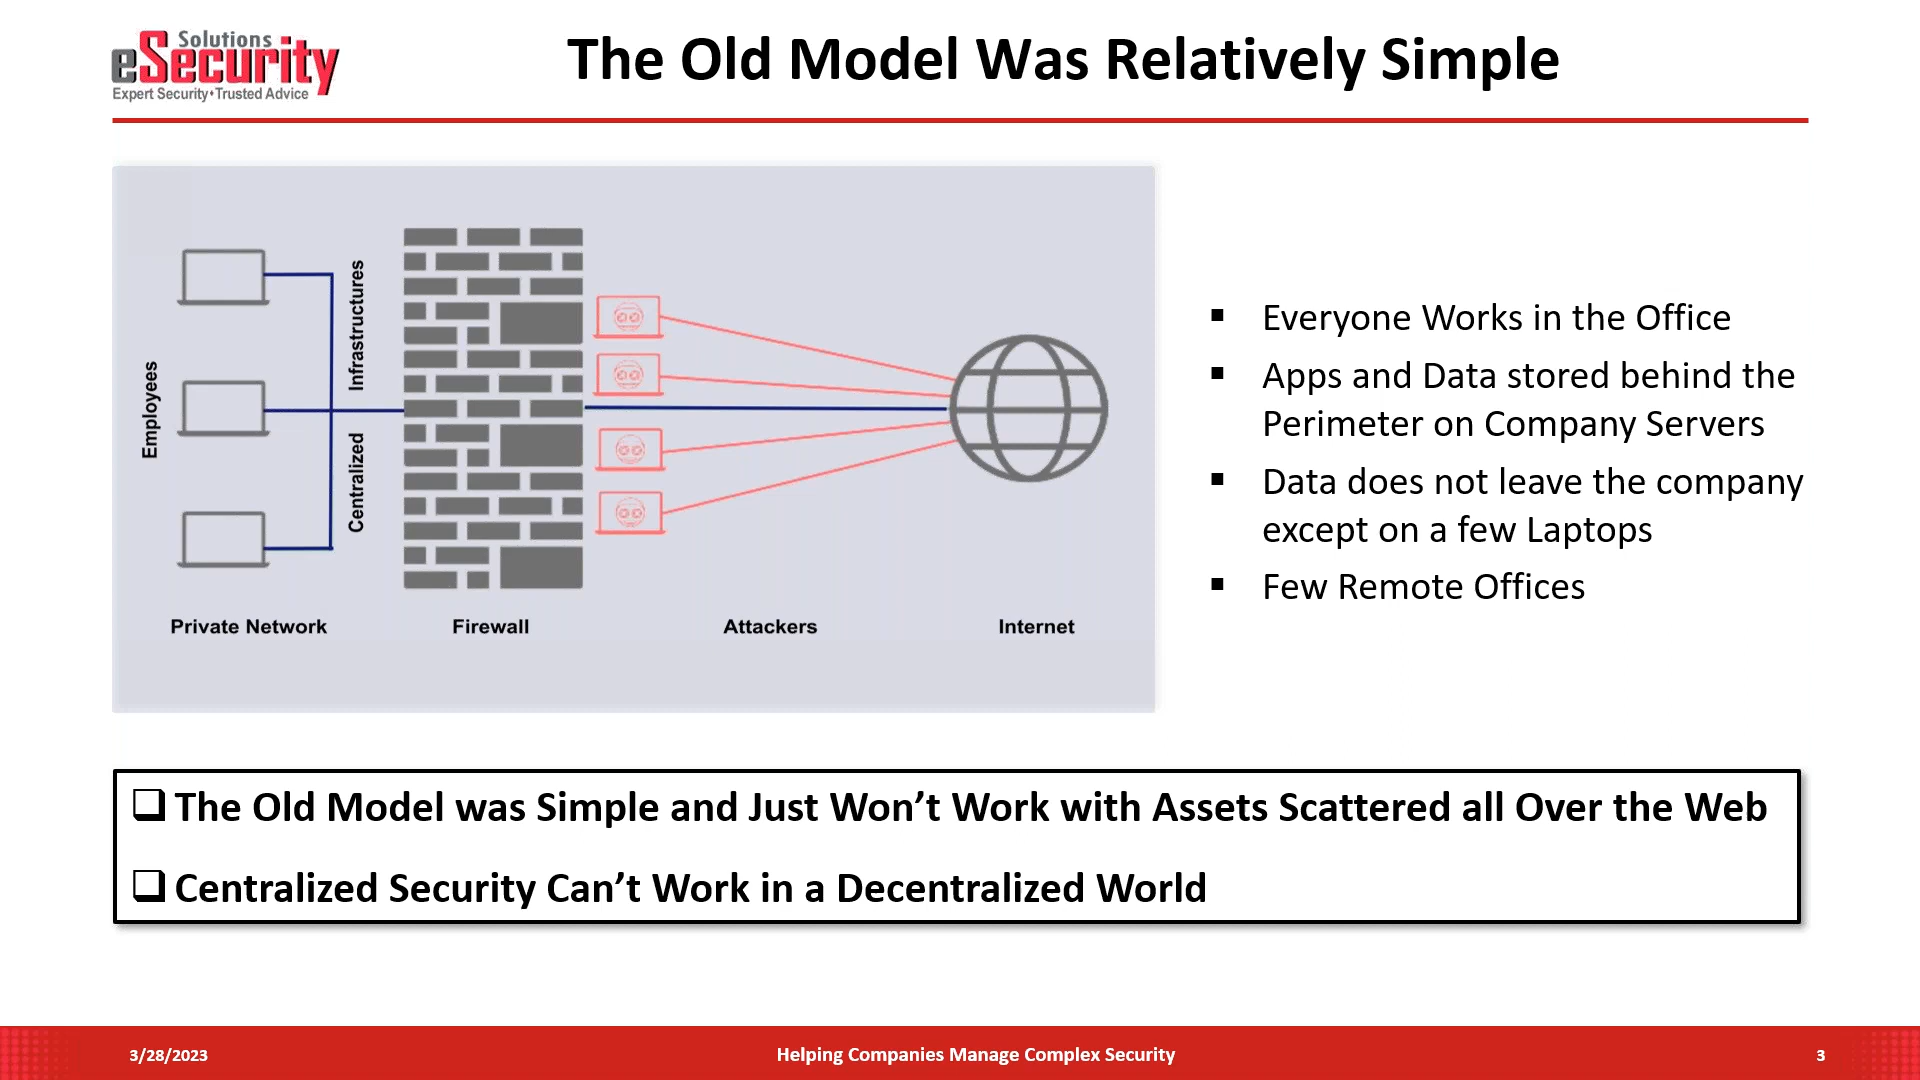 Solutions
eSecurity
Expert Security•Trusted Advice
The Old Model Was Relatively Simple
Employees
Infrastructures
Centralized
Private Network
Firewall
Attackers
Internet
▪ Everyone Works in the Office
▪ Apps and Data stored behind the
Perimeter on Company Servers
▪ Data does not leave the company
except on a few Laptops
▪ Few Remote Offices
❑ The Old Model was Simple and Just Won’t Work with Assets Scattered all Over the Web
❑ Centralized Security Can’t Work in a Decentralized World
3/28/2023
Helping Companies Manage Complex Security
3